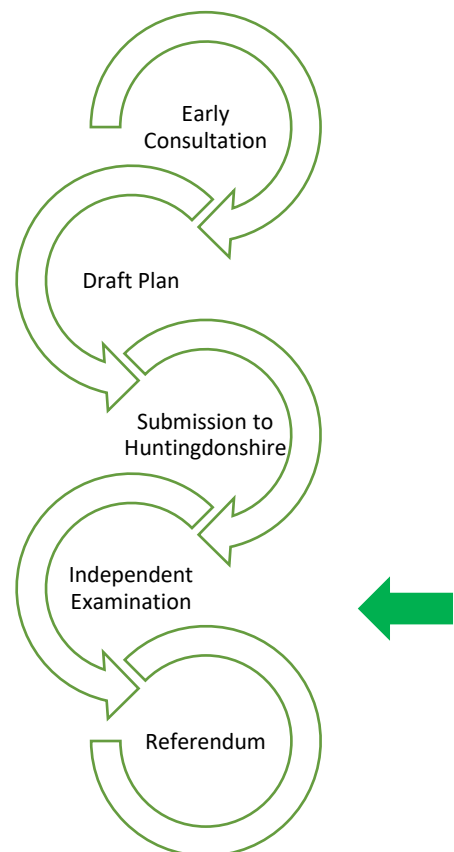 Early
Consultation
Draft Plan
Submission to
Huntingdonshire
Independent
Examination
Referendum